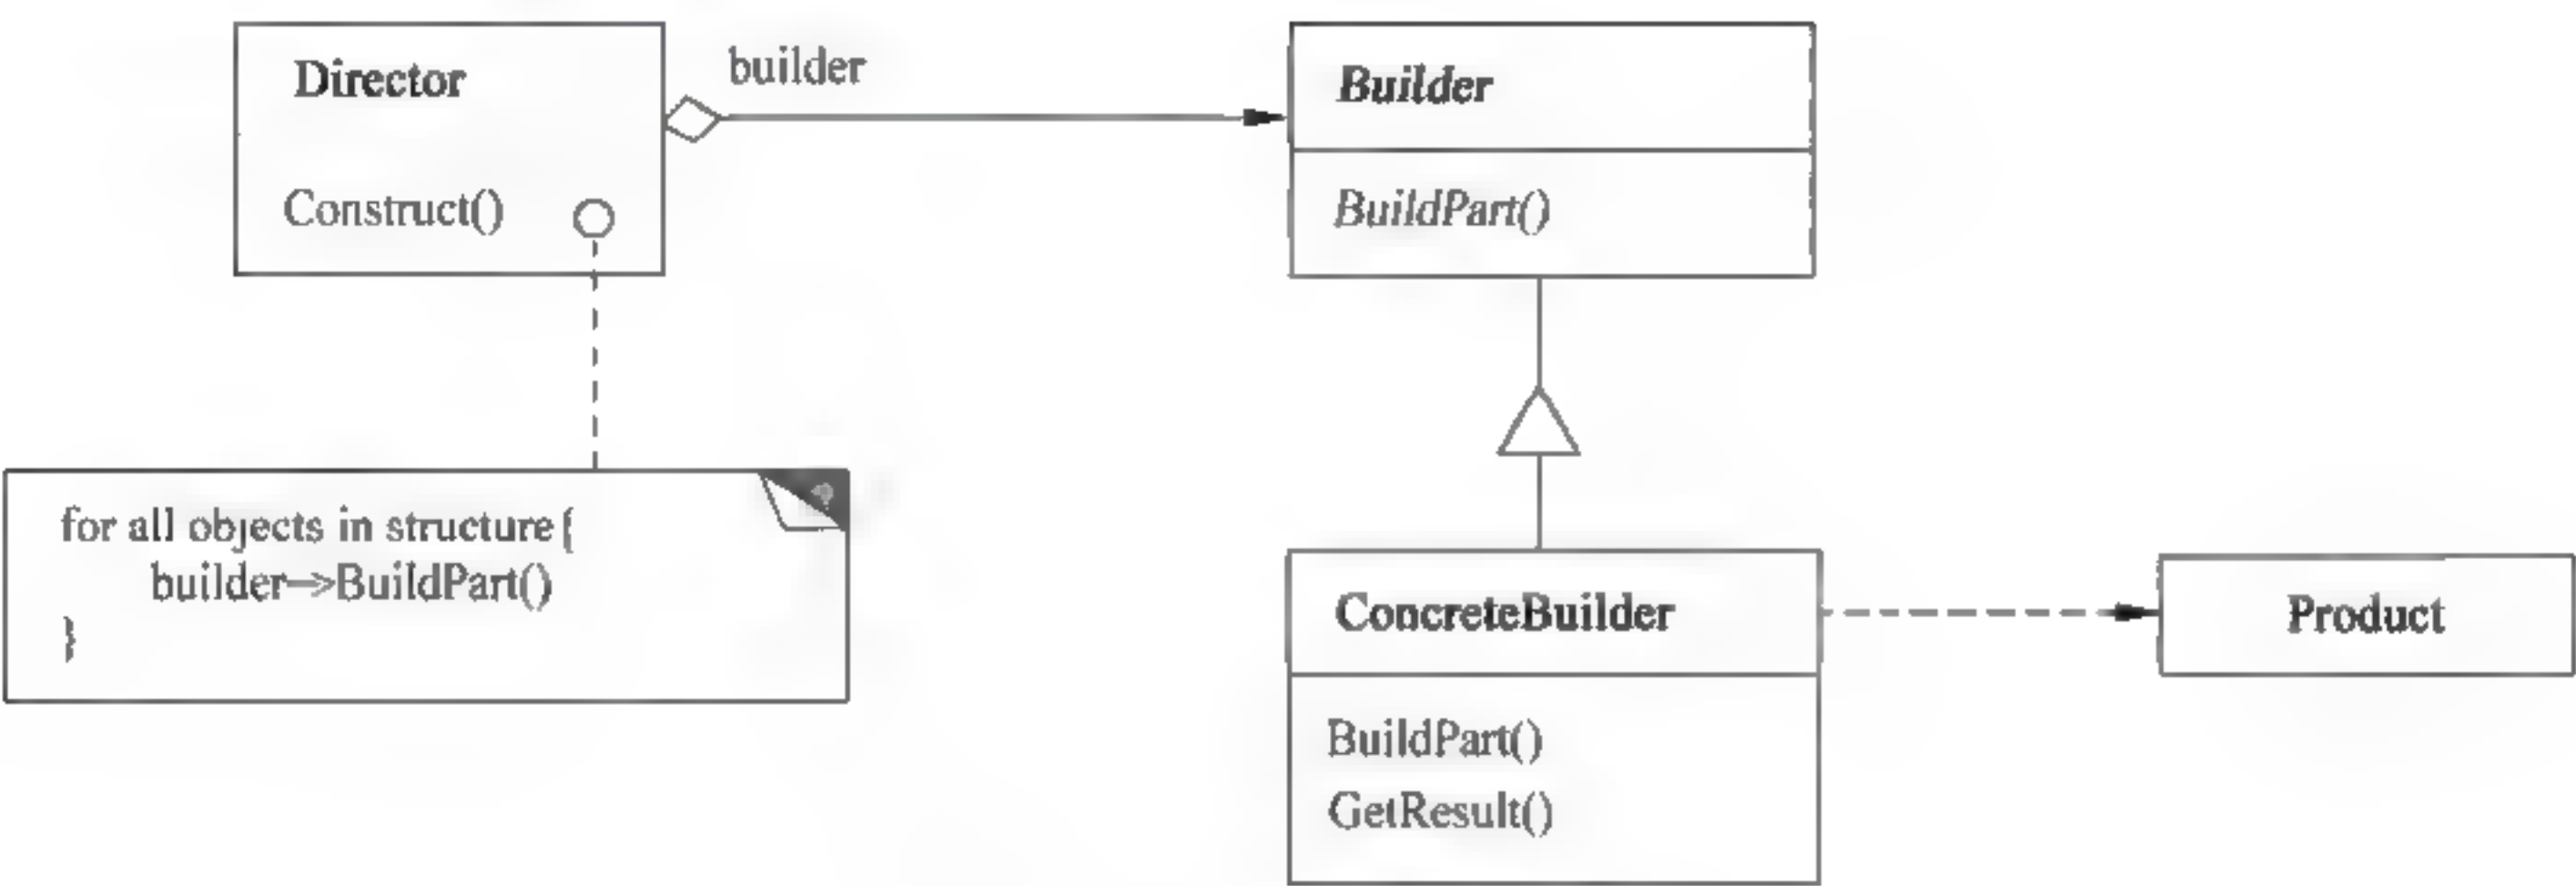 Director
builder
Builder
Construct()
BuildPart()
for all objects in structure{
builder->BuildPart()
}
ConcreteBuilder
Product
BuildPart()
GetResult()